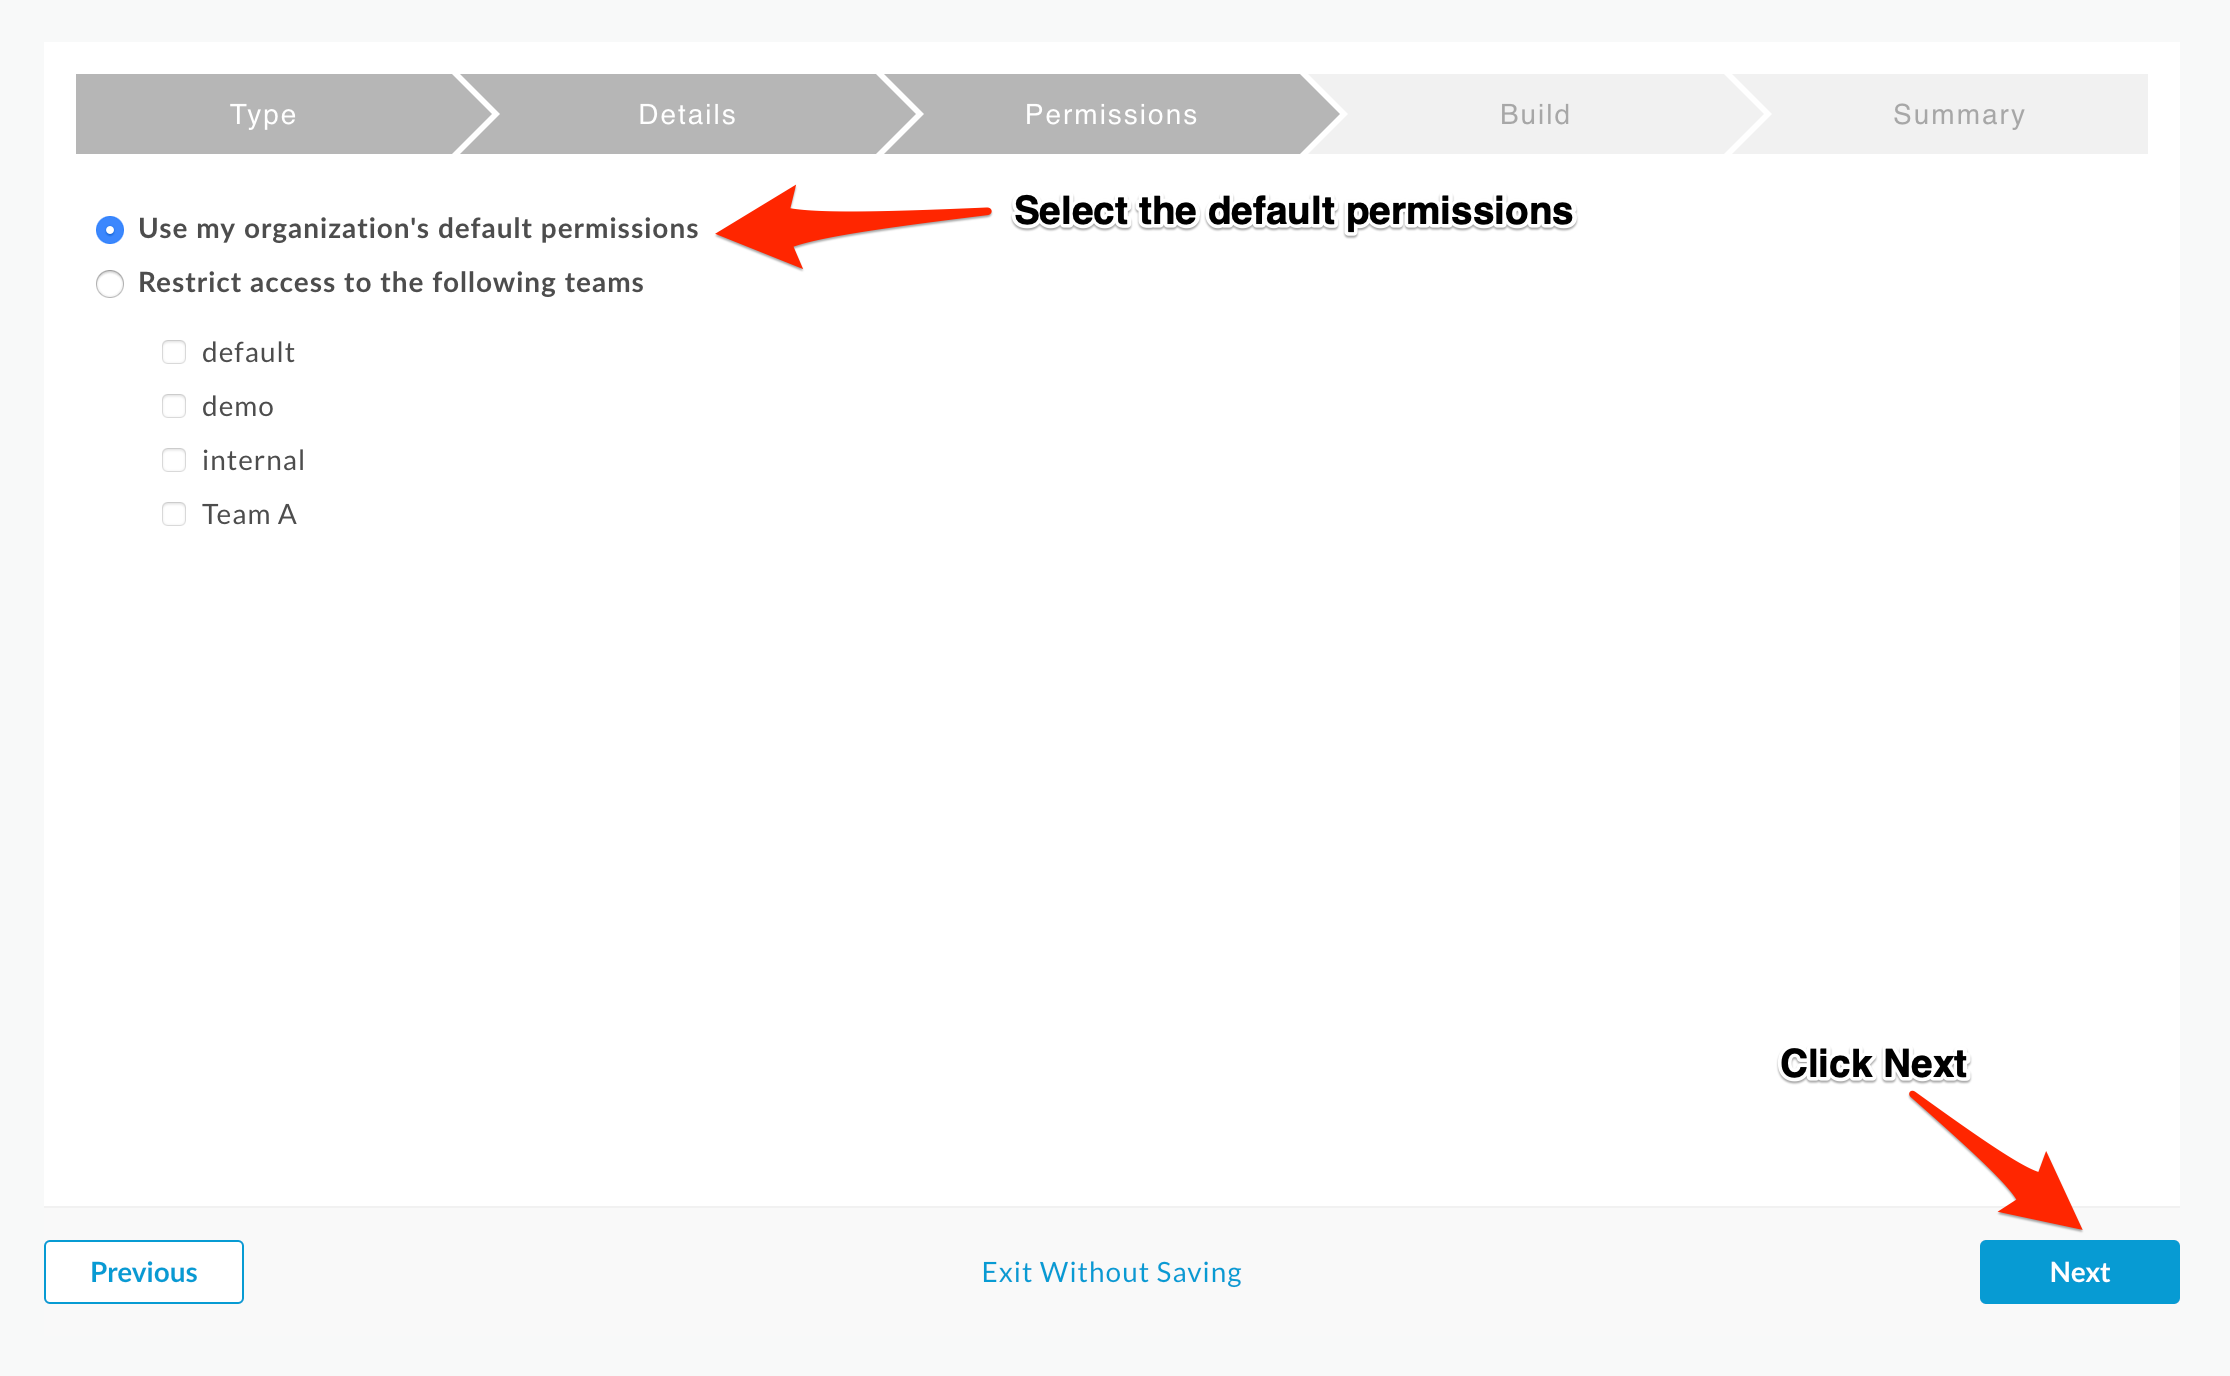 Type
Details
Permissions
Build
Summary
Use my organization's default permissions
Select the default permissions
Restrict access to the following teams
default
demo
internal
Team A
Click Next
Previous
Exit Without Saving
Next